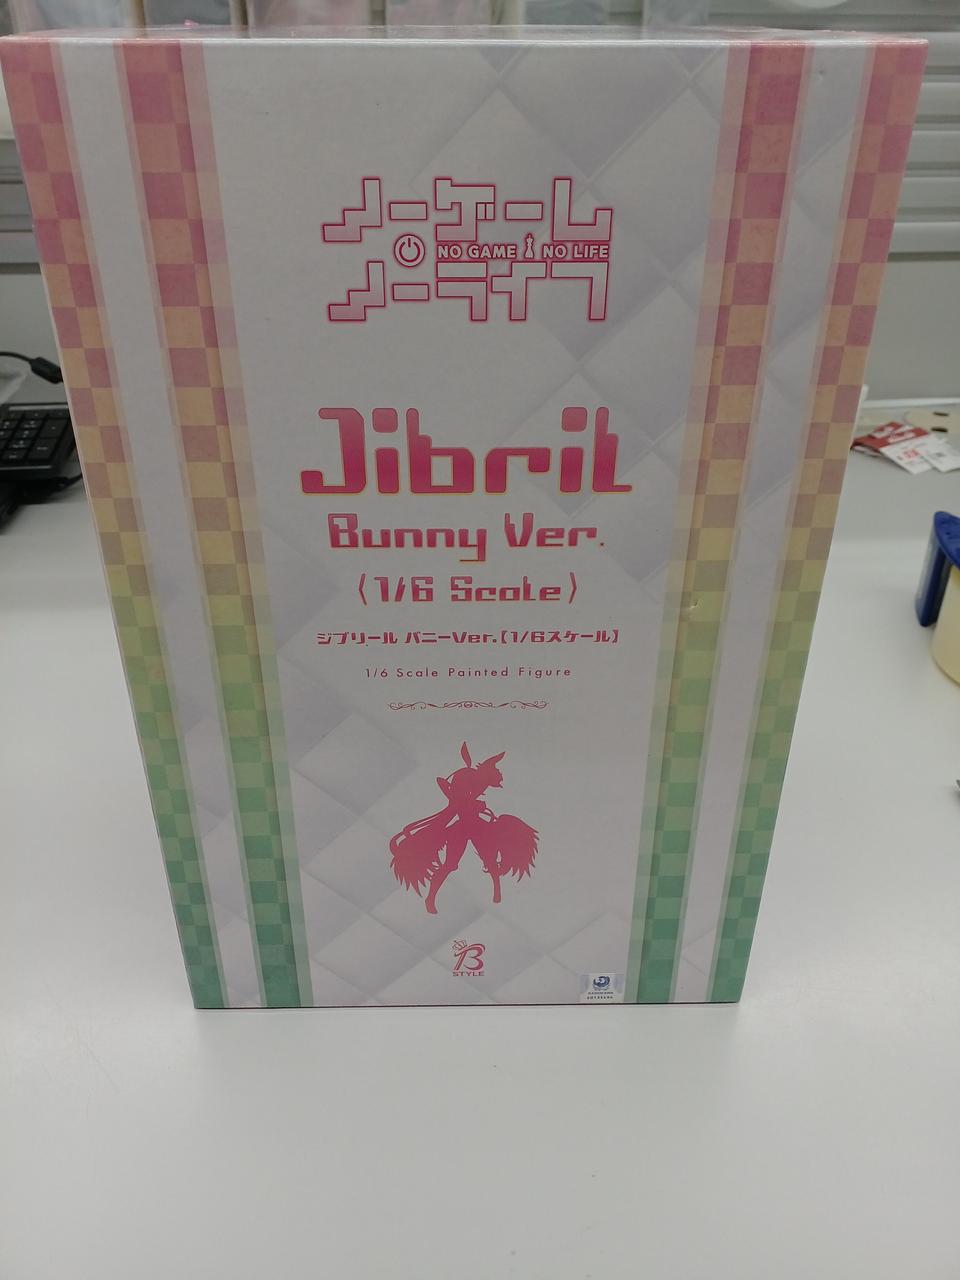 ノーゲーム
NO GAME NO LIFE
ノーライフ
Jibril
Bunny Ver.
〈1/6 Scale〉
ジブリール バニーVer.【1/6スケール】
1/6 Scale Painted Figure
B
STYLE
KADOKAWA